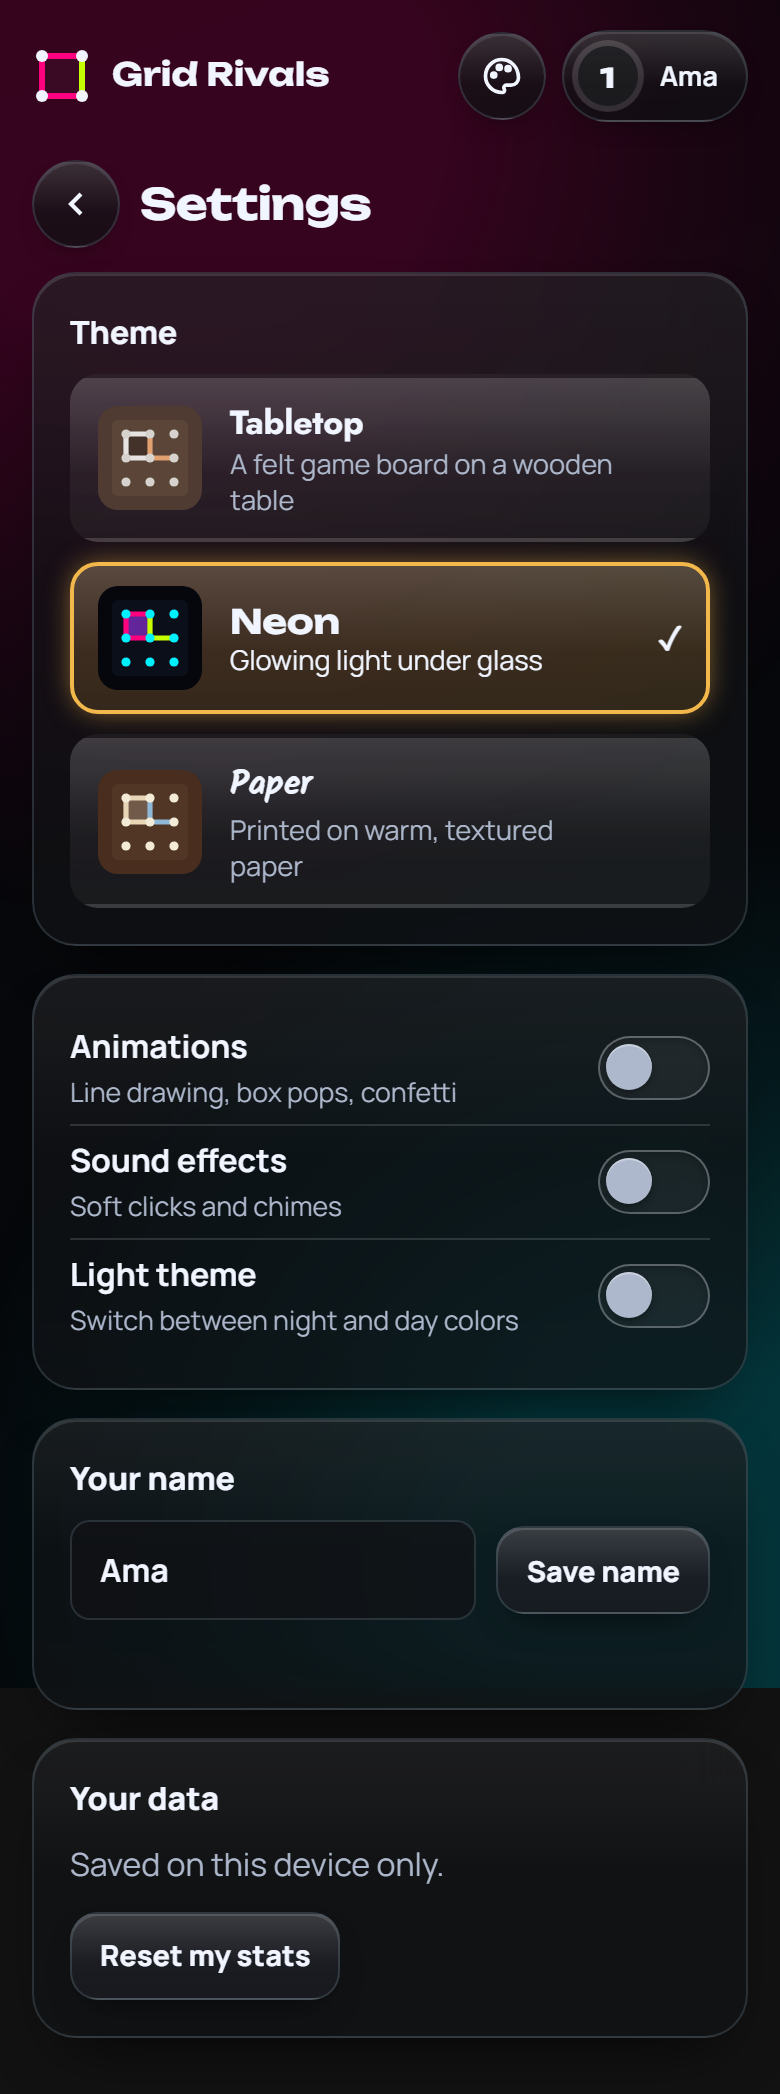 Grid Rivals
1 Ama
Settings
Theme
Tabletop
A felt game board on a wooden
table
Neon
Glowing light under glass
✓
Paper
Printed on warm, textured
paper
Animations
Line drawing, box pops, confetti
Sound effects
Soft clicks and chimes
Light theme
Switch between night and day colors
Your name
Ama
Save name
Your data
Saved on this device only.
Reset my stats